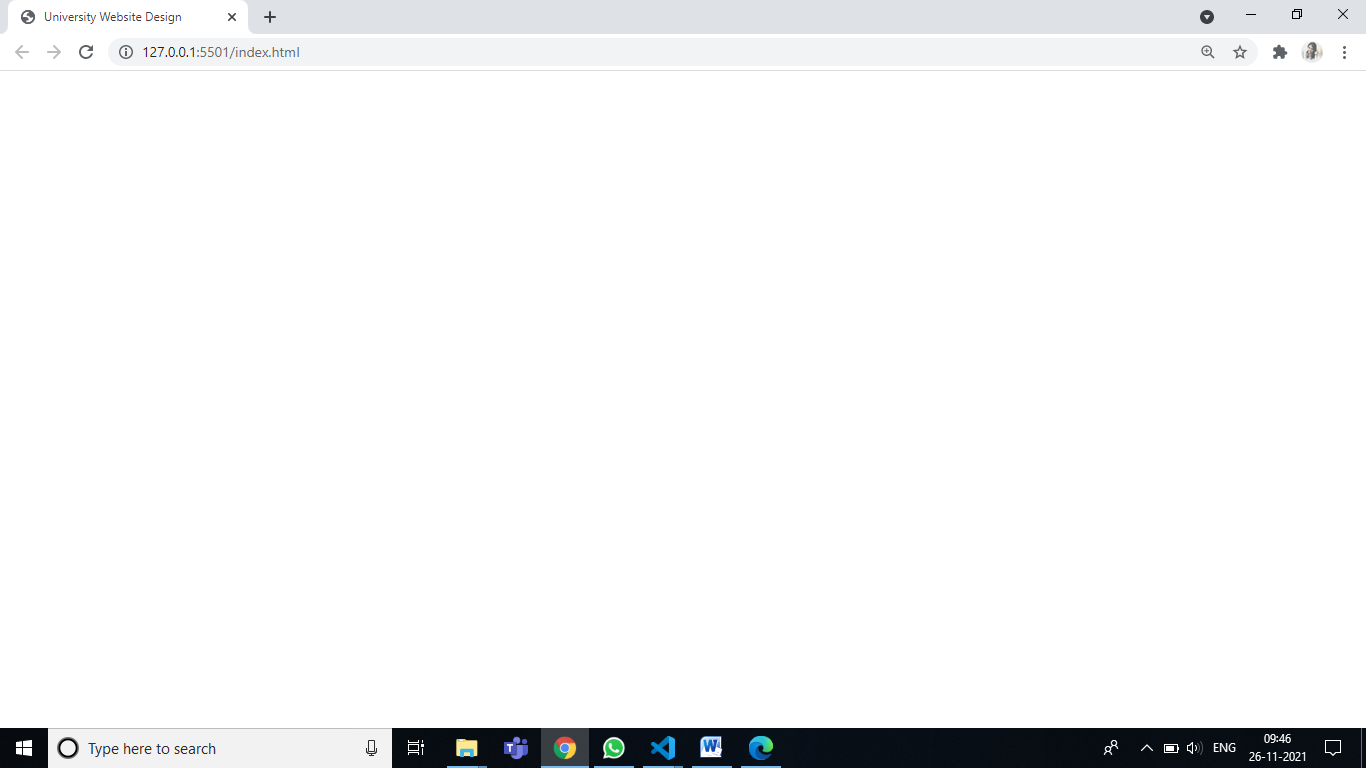 University Website Design
127.0.0.1:5501/index.html
Type here to search
ENG
09:46
26-11-2021